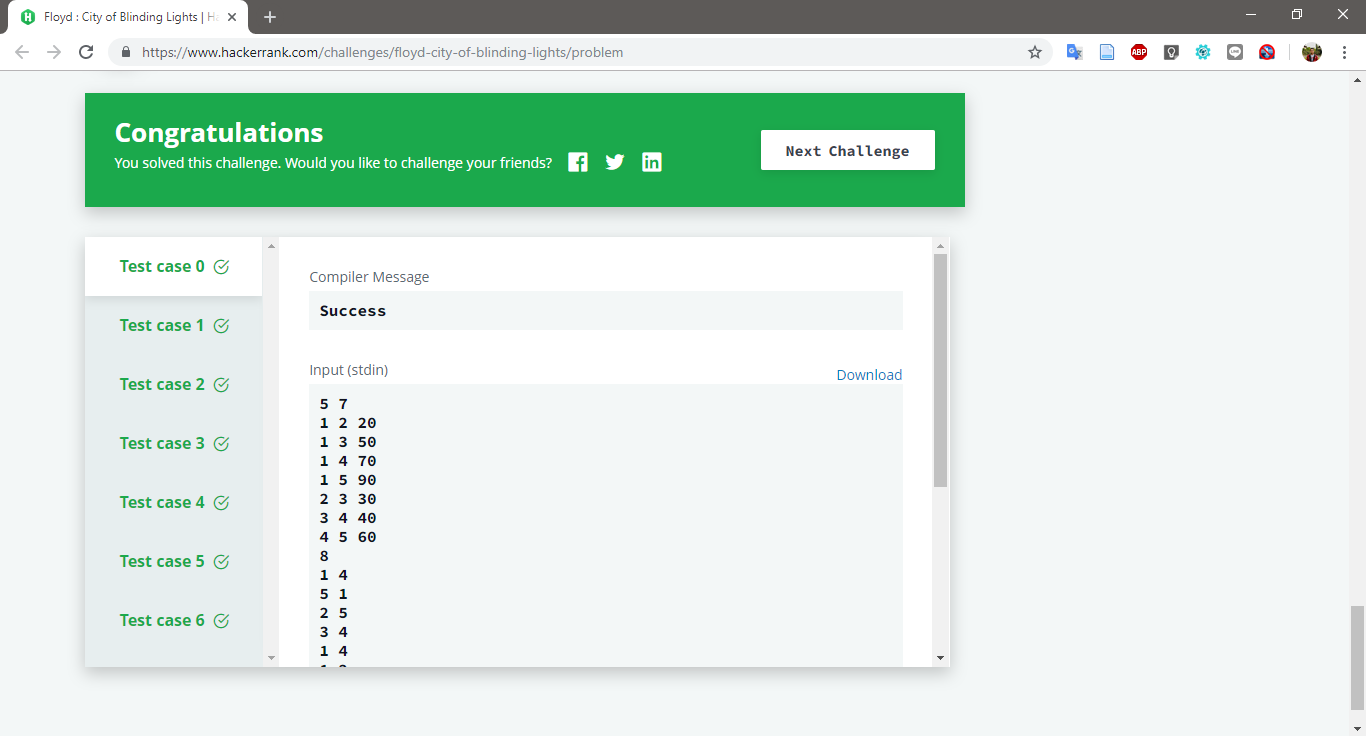 Floyd : City of Blinding Lights | Ha
https://www.hackerrank.com/challenges/floyd-city-of-blinding-lights/problem
ABP
Congratulations
You solved this challenge. Would you like to challenge your friends?
Next Challenge
Test case 0
Test case 1
Test case 2
Test case 3
Test case 4
Test case 5
Test case 6
Compiler Message
Success
Input (stdin)
Download
5 7
1 2 20
1 3 50
1 4 70
1 5 90
2 3 30
3 4 40
4 5 60
8
1 4
5 1
2 5
3 4
1 4